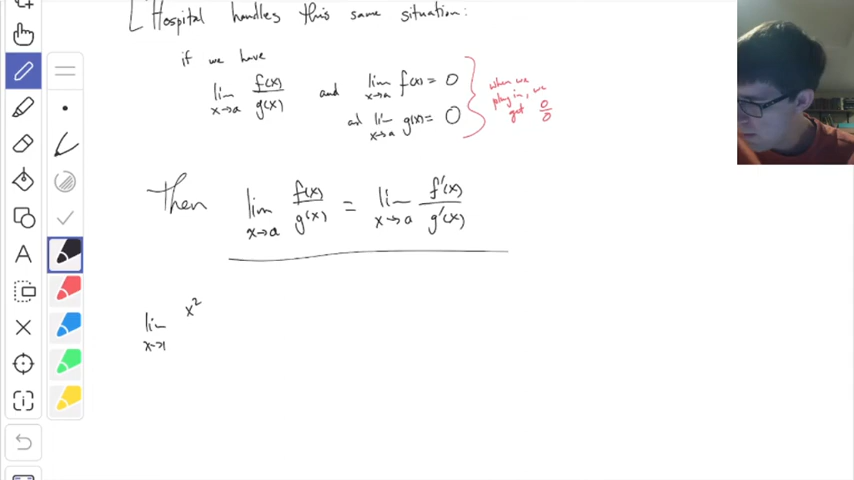 L'Hospital handles this same situation:
if we have
lim x→a f(x)/g(x) and lim x→a f(x) = 0
and lim x→a g(x) = 0
when we
plug in, we
get 0/0
Then lim x→a f(x)/g(x) = lim x→a f'(x)/g'(x)
lim x→1 x²